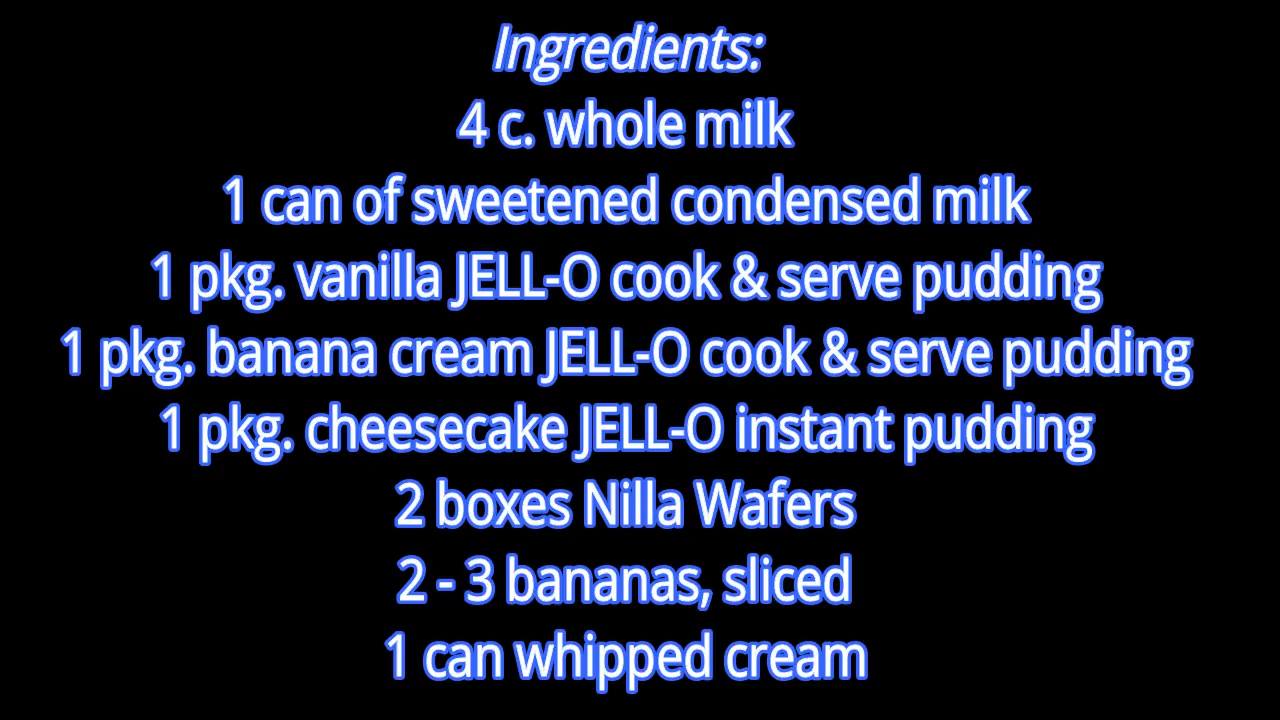 Ingredients:
4 c. whole milk
1 can of sweetened condensed milk
1 pkg. vanilla JELL-O cook & serve pudding
1 pkg. banana cream JELL-O cook & serve pudding
1 pkg. cheesecake JELL-O instant pudding
2 boxes Nilla Wafers
2 - 3 bananas, sliced
1 can whipped cream